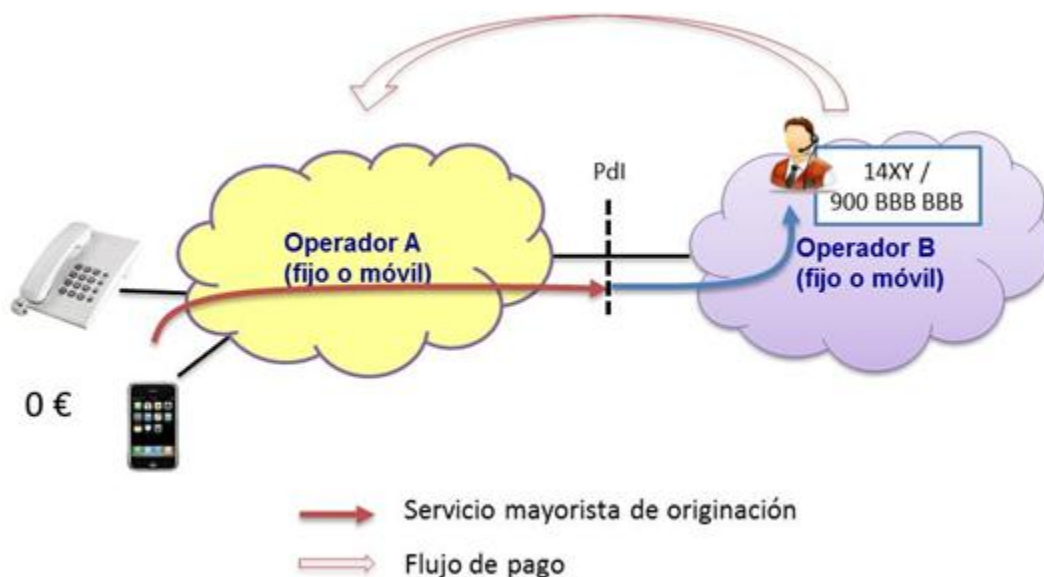 PdI
14XY /
900 BBB BBB
Operador A
(fijo o móvil)
Operador B
(fijo o móvil)
0 €
Servicio mayorista de originación
Flujo de pago